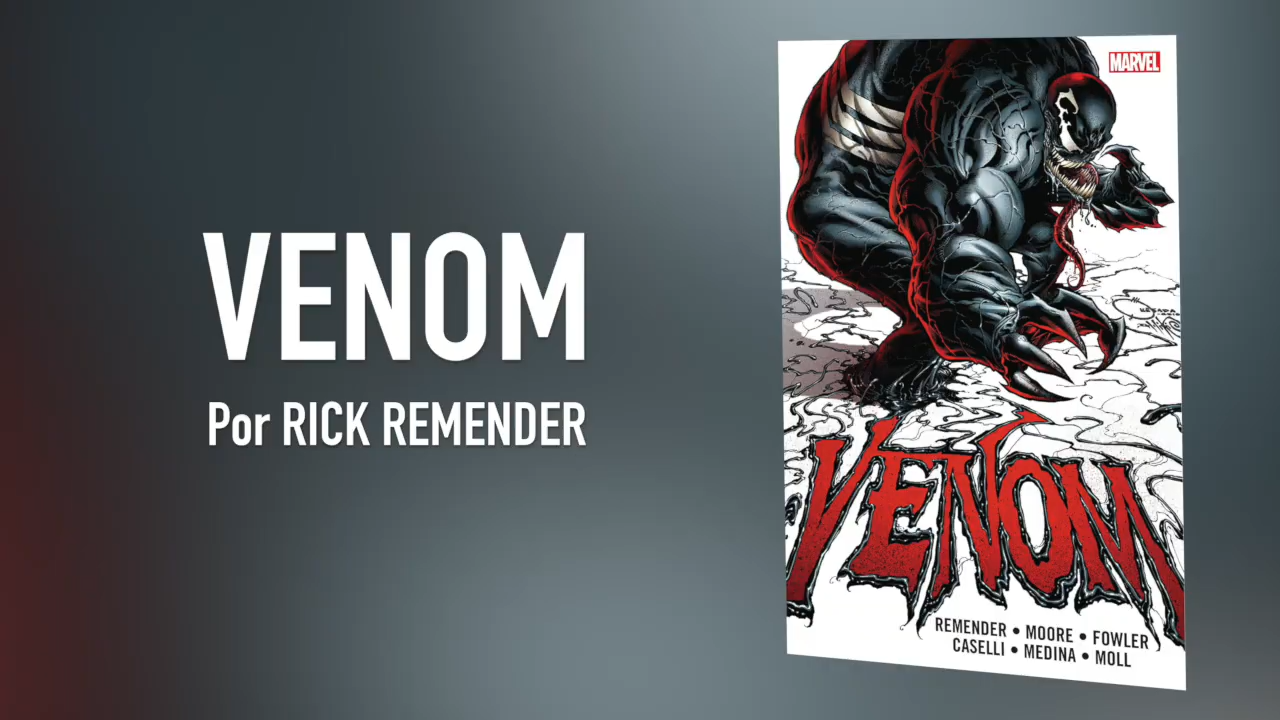 VENOM
Por RICK REMENDER
MARVEL
VENOM
REMENDER • MOORE • FOWLER
CASELLI • MEDINA • MOLL